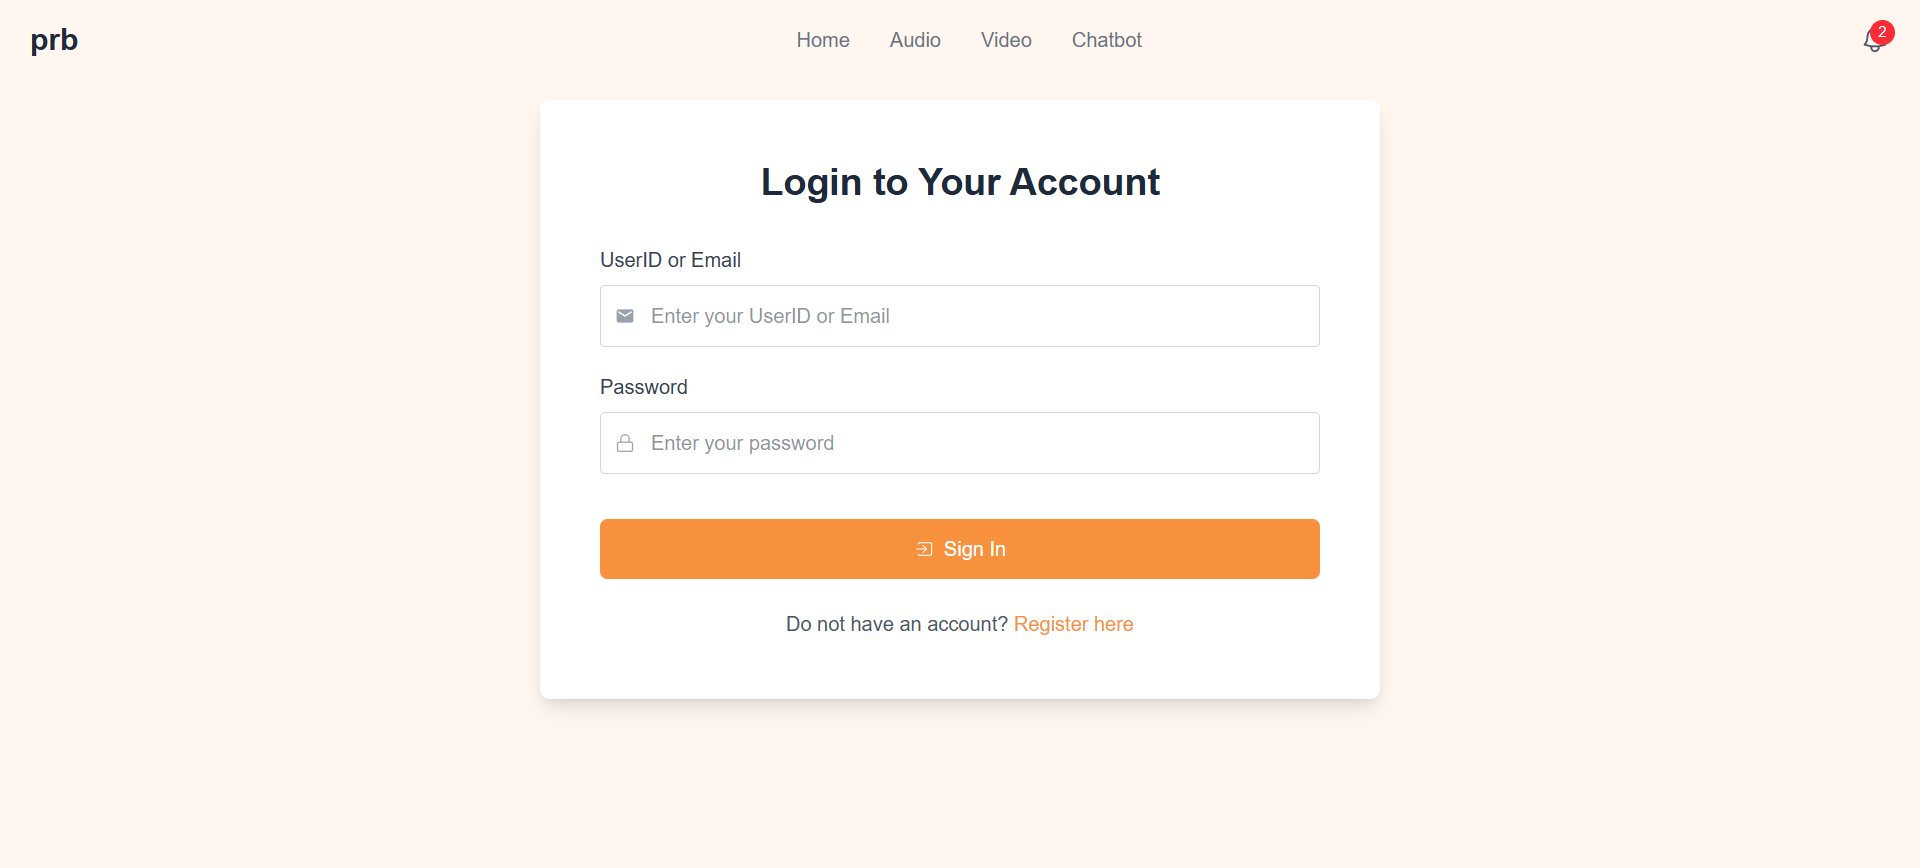 prb
Home Audio Video Chatbot
2
Login to Your Account
UserID or Email
Enter your UserID or Email
Password
Enter your password
Sign In
Do not have an account? Register here